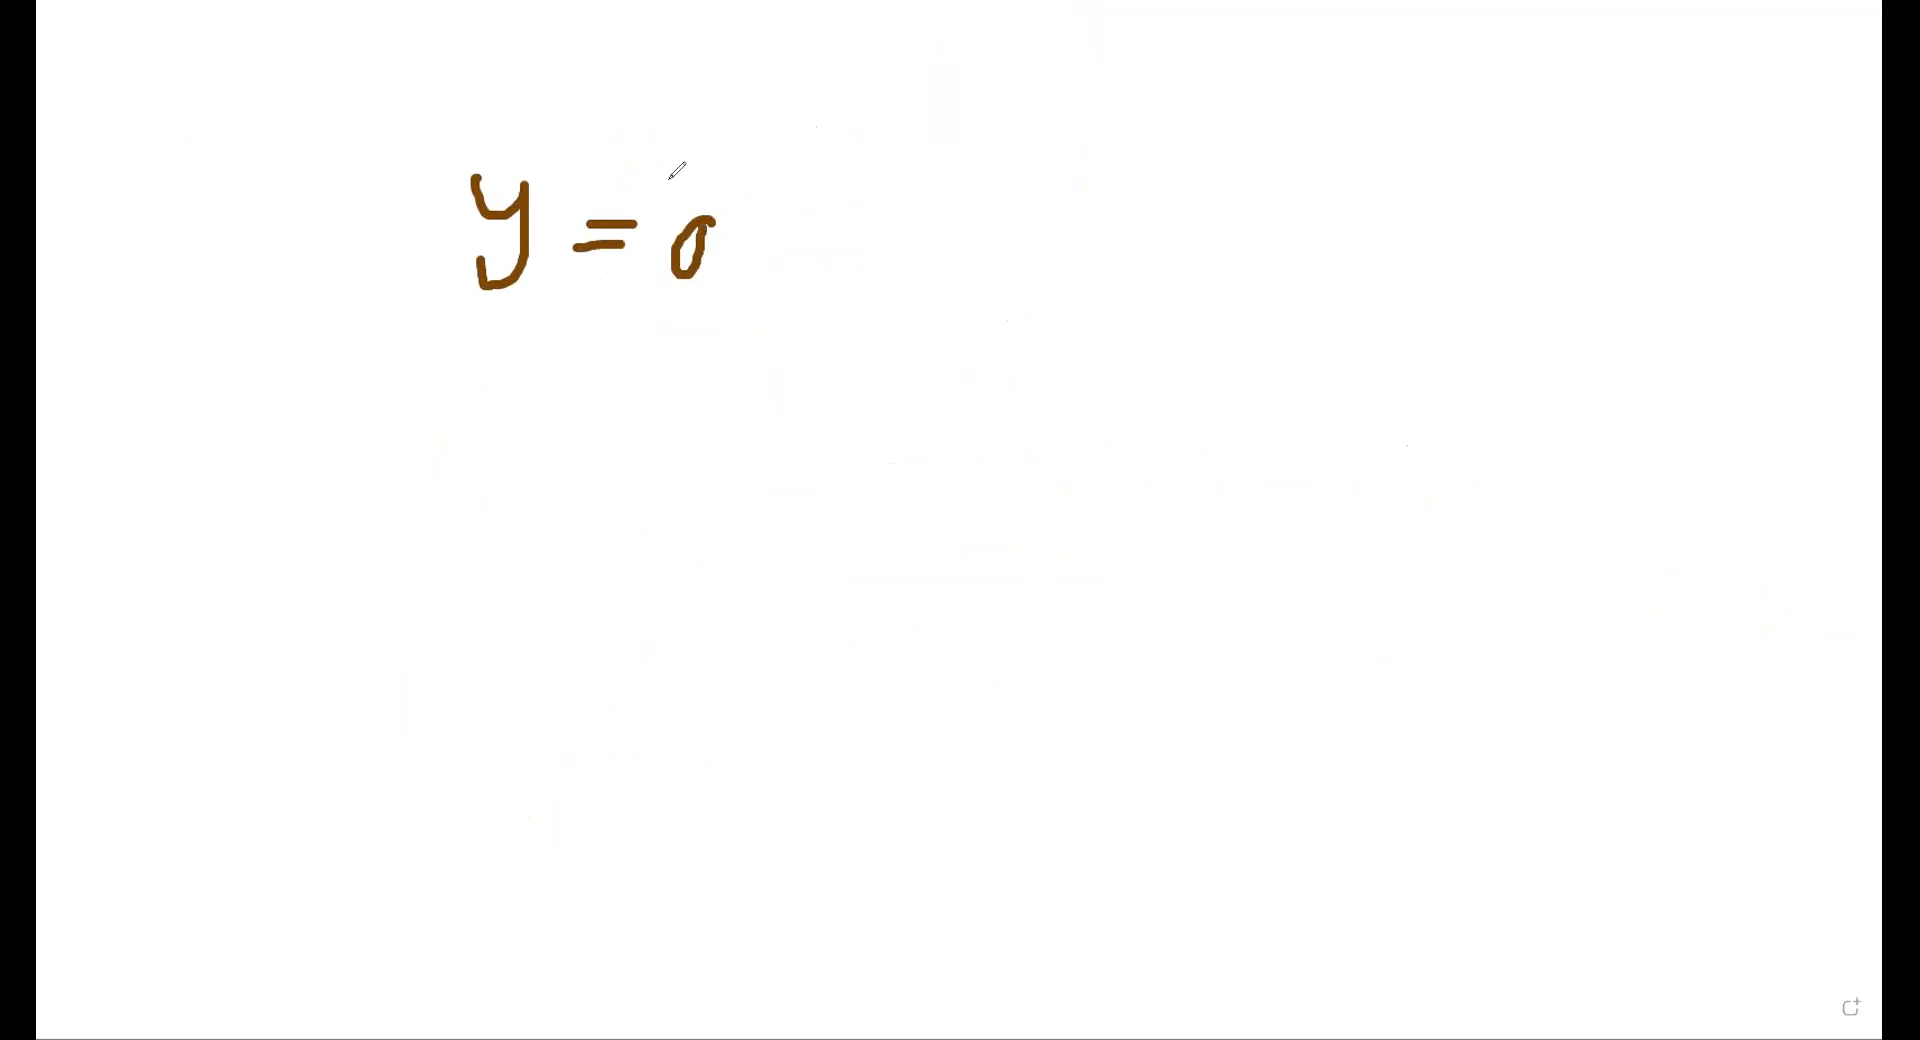 y = σ